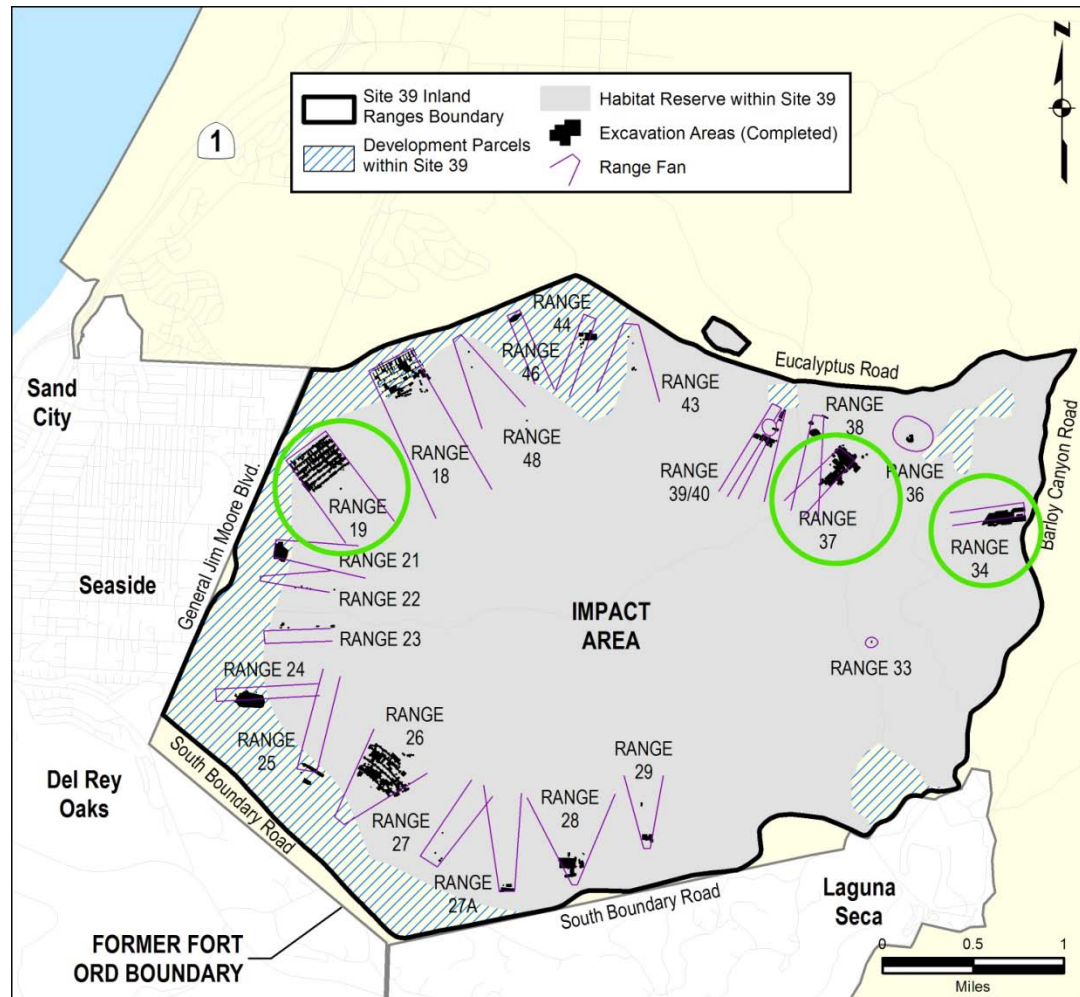 Site 39 Inland
Ranges Boundary
Development Parcels
within Site 39
Habitat Reserve within Site 39
Excavation Areas (Completed)
Range Fan
N
1
Sand
City
Seaside
Del Rey
Oaks
General Jim Moore Blvd.
RANGE
44
RANGE
46
RANGE
43
RANGE
48
RANGE
18
RANGE
19
Eucalyptus Road
RANGE
38
RANGE
39/40
RANGE
37
RANGE
36
RANGE
34
Barloy Canyon Road
RANGE 21
RANGE 22
RANGE 23
RANGE 24
IMPACT
AREA
RANGE 33
RANGE
25
RANGE
26
RANGE
27
RANGE
27A
RANGE
28
RANGE
29
South Boundary Road
South Boundary Road
Laguna
Seca
FORMER FORT
ORD BOUNDARY
0 0.5 1
Miles